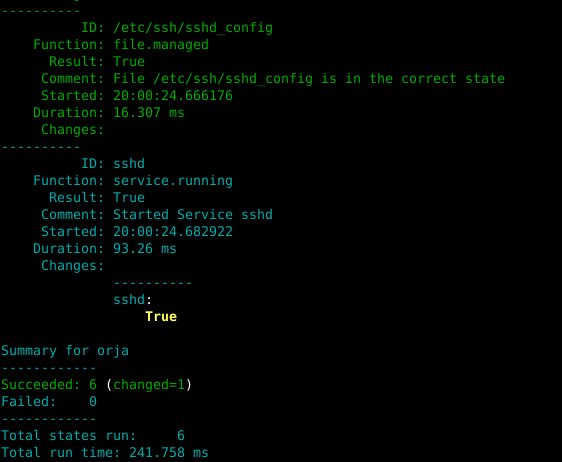 ----------
          ID: /etc/ssh/sshd_config
    Function: file.managed
      Result: True
     Comment: File /etc/ssh/sshd_config is in the correct state
     Started: 20:00:24.666176
    Duration: 16.307 ms
     Changes:
----------
          ID: sshd
    Function: service.running
      Result: True
     Comment: Started Service sshd
     Started: 20:00:24.682922
    Duration: 93.26 ms
     Changes:
              ----------
              sshd:
                  True

Summary for orja
------------
Succeeded: 6 (changed=1)
Failed:    0
------------
Total states run:     6
Total run time: 241.758 ms